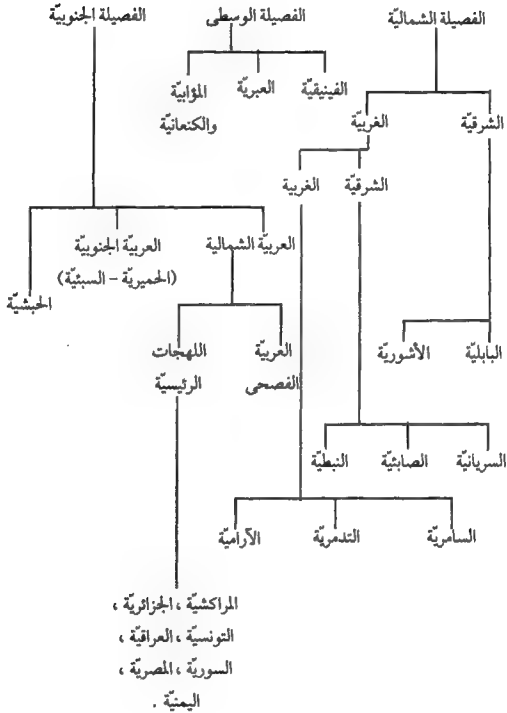 الفصيلة الشماليّة
الفصيلة الوسطى
الفصيلة الجنوبيّة
الشرقيّة
الغربيّة
الفينيقيّة
العبريّة
المؤابيّة
والكنعانيّة
الشرقيّة
الغربية
العربيّة الشمالية
العربيّة الجنوبيّة
(الحميريّة – السبئيّة)
الحبشيّة
البابليّة
الأشوريّة
العربيّة
الفصحى
اللهجات
الرئيسيّة
السريانيّة
الصابئيّة
النبطيّة
السامريّة
التدمريّة
الآراميّة
المراكشيّة ، الجزائريّة ،
التونسيّة ، العراقيّة ،
السوريّة ، المصريّة ،
اليمنيّة .